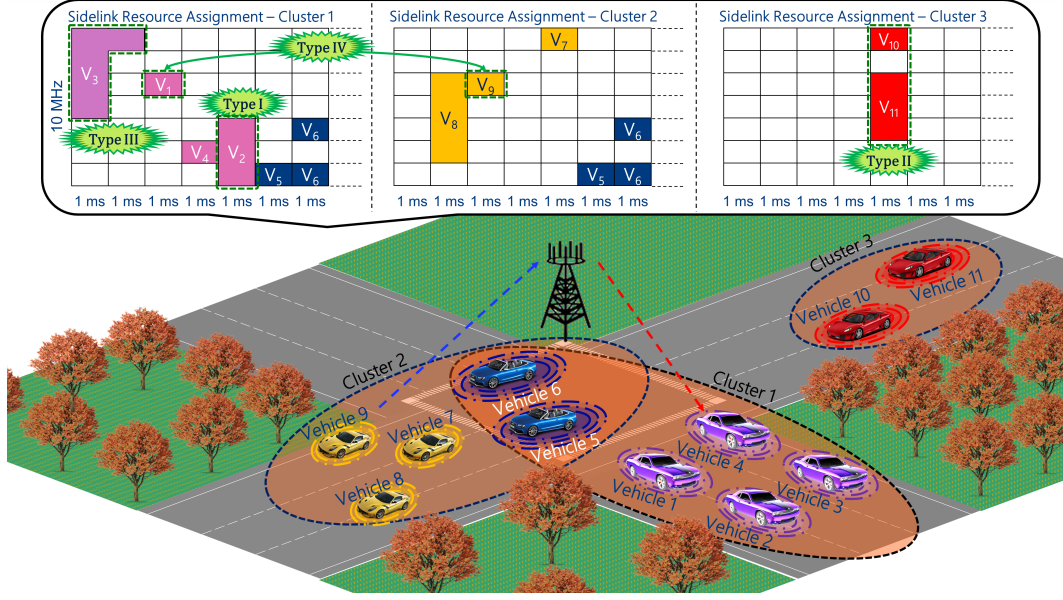 Sidelink Resource Assignment – Cluster 1
Sidelink Resource Assignment – Cluster 2
Sidelink Resource Assignment – Cluster 3
10 MHz
V3
V1
Type IV
Type I
Type III
V4
V2
V6
V5
V6
V7
V9
V8
V6
V5
V6
V10
V11
Type II
1 ms 1 ms 1 ms 1 ms 1 ms 1 ms 1 ms
1 ms 1 ms 1 ms 1 ms 1 ms 1 ms 1 ms
1 ms 1 ms 1 ms 1 ms 1 ms 1 ms 1 ms
Cluster 3
Vehicle 11
Vehicle 10
Cluster 2
Cluster 1
Vehicle 6
Vehicle 5
Vehicle 9
Vehicle 7
Vehicle 8
Vehicle 4
Vehicle 1
Vehicle 3
Vehicle 2